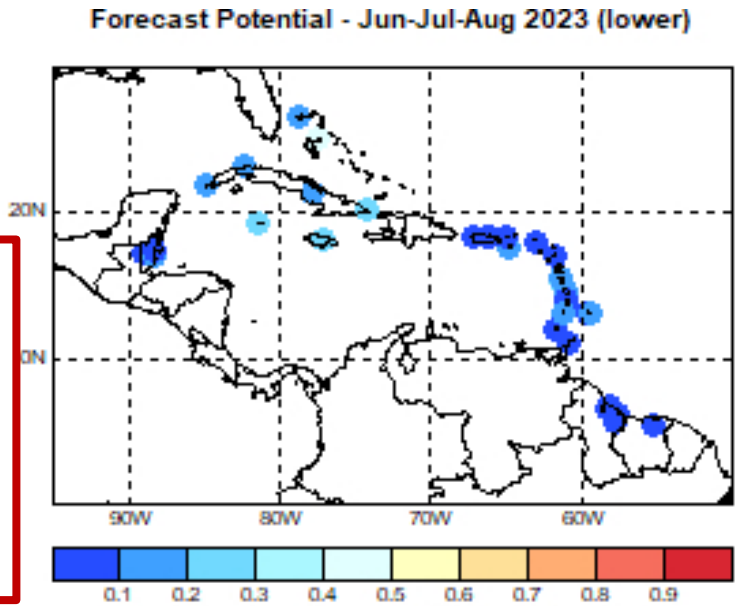 Forecast Potential - Jun-Jul-Aug 2023 (lower)
20N
0N
90W 80W 70W 60W
0.1 0.2 0.3 0.4 0.5 0.6 0.7 0.8 0.9